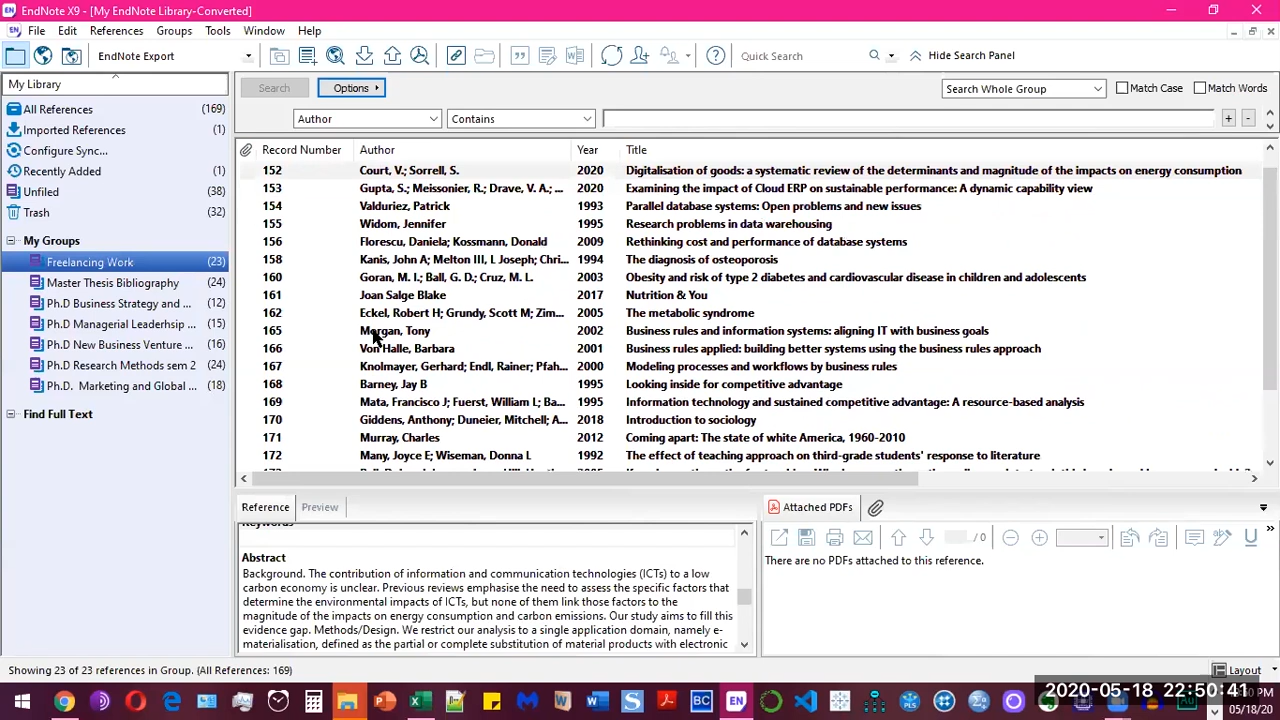 EndNote X9 - [My EndNote Library-Converted]
File Edit References Groups Tools Window Help
EndNote Export Quick Search Hide Search Panel
My Library
Search Options Search Whole Group Match Case Match Words
Author Contains + -
All References (169)
Imported References (1)
Configure Sync...
Recently Added (1)
Unfiled (38)
Trash (32)
My Groups
Freelancing Work (23)
Master Thesis Bibliography (24)
Ph.D Business Strategy and ... (12)
Ph.D Managerial Leadership ... (15)
Ph.D New Business Venture ... (16)
Ph.D Research Methods sem 2 (24)
Ph.D. Marketing and Global ... (18)
Find Full Text
Record Number Author Year Title
152 Court, V.; Sorrell, S. 2020 Digitalisation of goods: a systematic review of the determinants and magnitude of the impacts on energy consumption
153 Gupta, S.; Meissonier, R.; Drave, V. A.; ... 2020 Examining the impact of Cloud ERP on sustainable performance: A dynamic capability view
154 Valduriez, Patrick 1993 Parallel database systems: Open problems and new issues
155 Widom, Jennifer 1995 Research problems in data warehousing
156 Florescu, Daniela; Kossmann, Donald 2009 Rethinking cost and performance of database systems
158 Kanis, John A; Melton III, L Joseph; Chri... 1994 The diagnosis of osteoporosis
160 Goran, M. I.; Ball, G. D.; Cruz, M. L. 2003 Obesity and risk of type 2 diabetes and cardiovascular disease in children and adolescents
161 Joan Salge Blake 2017 Nutrition & You
162 Eckel, Robert H; Grundy, Scott M; Zim... 2005 The metabolic syndrome
165 Morgan, Tony 2002 Business rules and information systems: aligning IT with business goals
166 Von Halle, Barbara 2001 Business rules applied: building better systems using the business rules approach
167 Knolmayer, Gerhard; Endl, Rainer; Pfah... 2000 Modeling processes and workflows by business rules
168 Barney, Jay B 1995 Looking inside for competitive advantage
169 Mata, Francisco J; Fuerst, William L; Ba... 1995 Information technology and sustained competitive advantage: A resource-based analysis
170 Giddens, Anthony; Duneier, Mitchell; A... 2018 Introduction to sociology
171 Murray, Charles 2012 Coming apart: The state of white America, 1960-2010
172 Many, Joyce E; Wiseman, Donna L 1992 The effect of teaching approach on third-grade students' response to literature
Reference Preview Attached PDFs
/ 0
Keywords
Abstract
Background. The contribution of information and communication technologies (ICTs) to a low
carbon economy is unclear. Previous reviews emphasise the need to assess the specific factors that
determine the environmental impacts of ICTs, but none of them link those factors to the
magnitude of the impacts on energy consumption and carbon emissions. Our study aims to fill this
evidence gap. Methods/Design. We restrict our analysis to a single application domain, namely e-
materialisation, defined as the partial or complete substitution of material products with electronic
There are no PDFs attached to this reference.
Showing 23 of 23 references in Group. (All References: 169) Layout
2020-05-18 22:50:41
05/18/20